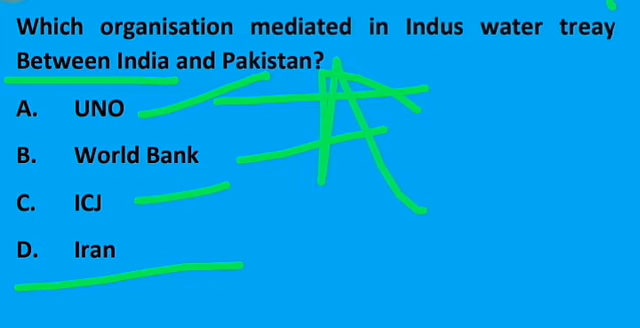 Which organisation mediated in Indus water treay
Between India and Pakistan?
A. UNO
B. World Bank
C. ICJ
D. Iran